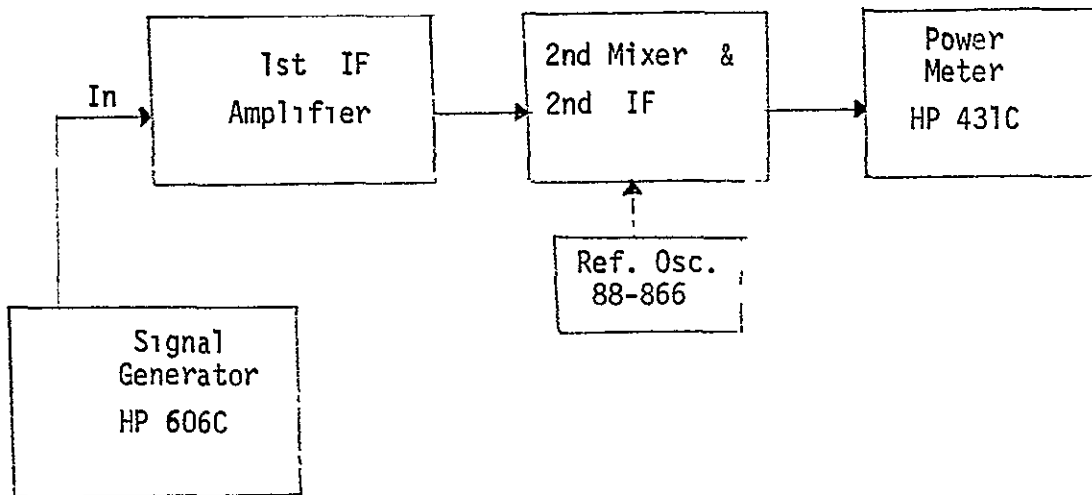 1st IF
Amplifier
In
2nd Mixer &
2nd IF
Power
Meter
HP 431C
Ref. Osc.
88-866
Signal
Generator
HP 606C